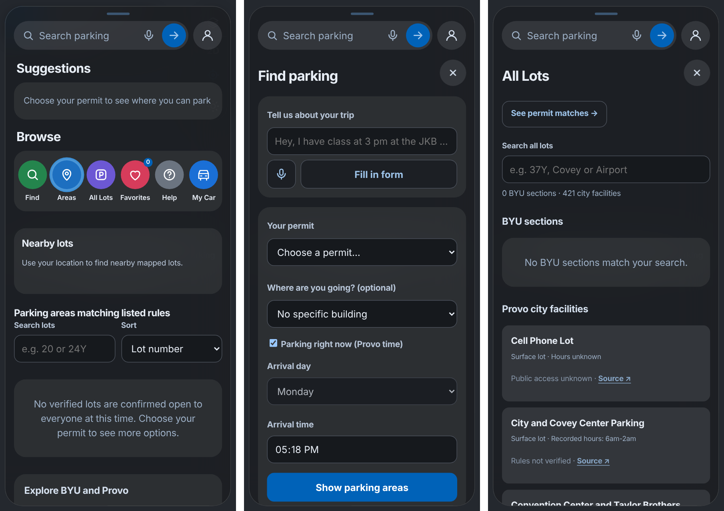 Search parking
Suggestions
Choose your permit to see where you can park
Browse
0
Find
Areas
All Lots
Favorites
Help
My Car
Nearby lots
Use your location to find nearby mapped lots.
Parking areas matching listed rules
Search lots
Sort
e.g. 20 or 24Y
Lot number
No verified lots are confirmed open to
everyone at this time. Choose your
permit to see more options.
Explore BYU and Provo
Search parking
Find parking
Tell us about your trip
Hey, I have class at 3 pm at the JKB ...
Fill in form
Your permit
Choose a permit...
Where are you going? (optional)
No specific building
Parking right now (Provo time)
Arrival day
Monday
Arrival time
05:18 PM
Show parking areas
Search parking
All Lots
See permit matches →
Search all lots
e.g. 37Y, Covey or Airport
0 BYU sections · 421 city facilities
BYU sections
No BYU sections match your search.
Provo city facilities
Cell Phone Lot
Surface lot · Hours unknown
Public access unknown · Source ↗
City and Covey Center Parking
Surface lot · Recorded hours: 6am-2am
Rules not verified · Source ↗
Convention Center and Taylor Brothers